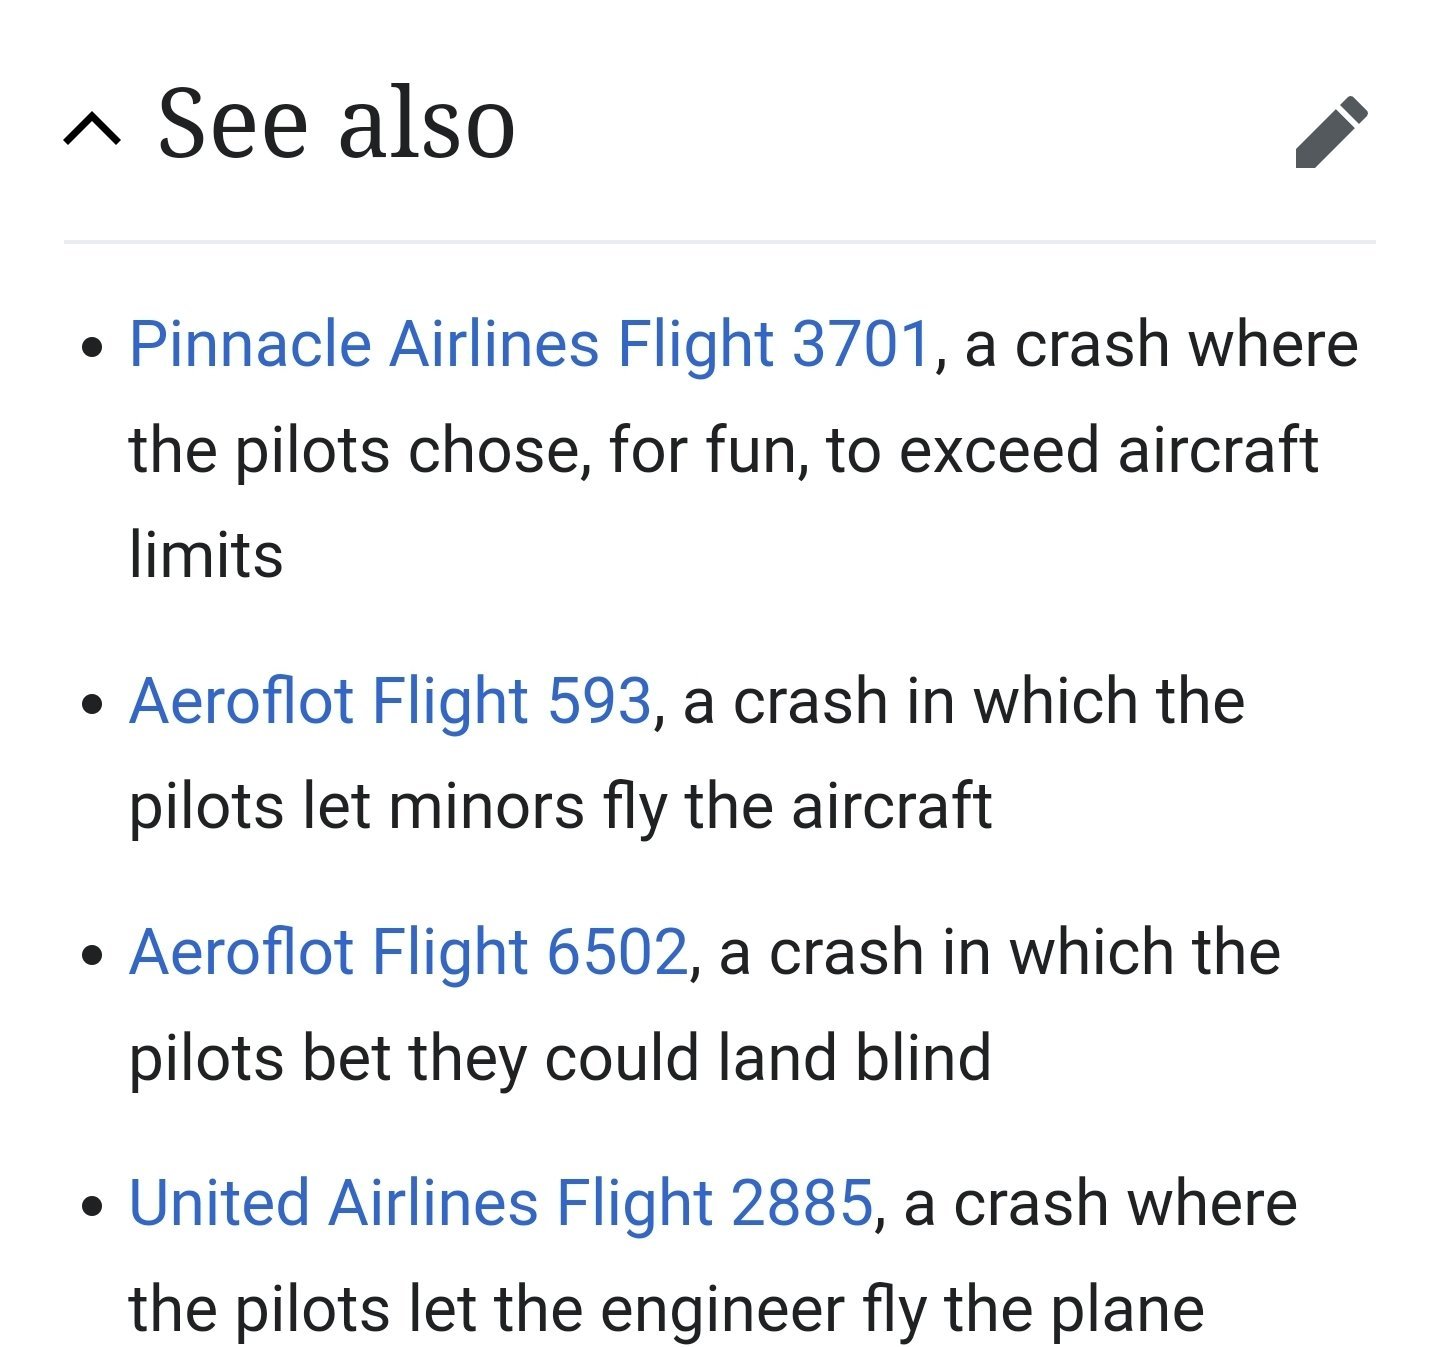 See also
Pinnacle Airlines Flight 3701, a crash where
the pilots chose, for fun, to exceed aircraft
limits
Aeroflot Flight 593, a crash in which the
pilots let minors fly the aircraft
Aeroflot Flight 6502, a crash in which the
pilots bet they could land blind
United Airlines Flight 2885, a crash where
the pilots let the engineer fly the plane